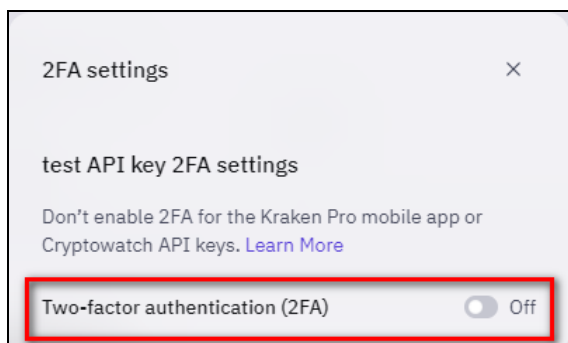 2FA settings
test API key 2FA settings
Don’t enable 2FA for the Kraken Pro mobile app or
Cryptowatch API keys. Learn More
Two-factor authentication (2FA) Off